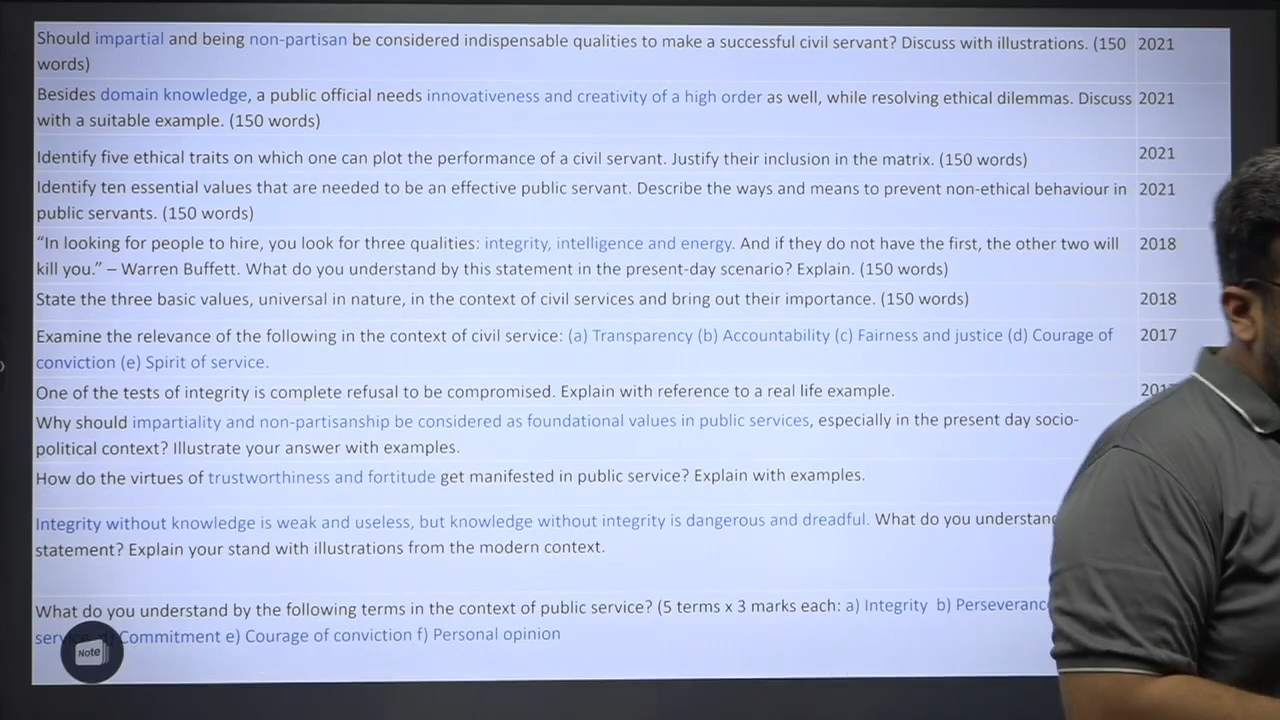 Should impartial and being non-partisan be considered indispensable qualities to make a successful civil servant? Discuss with illustrations. (150 2021
words)
Besides domain knowledge, a public official needs innovativeness and creativity of a high order as well, while resolving ethical dilemmas. Discuss 2021
with a suitable example. (150 words)
Identify five ethical traits on which one can plot the performance of a civil servant. Justify their inclusion in the matrix. (150 words) 2021
Identify ten essential values that are needed to be an effective public servant. Describe the ways and means to prevent non-ethical behaviour in 2021
public servants. (150 words)
“In looking for people to hire, you look for three qualities: integrity, intelligence and energy. And if they do not have the first, the other two will 2018
kill you.” – Warren Buffett. What do you understand by this statement in the present-day scenario? Explain. (150 words)
State the three basic values, universal in nature, in the context of civil services and bring out their importance. (150 words) 2018
Examine the relevance of the following in the context of civil service: (a) Transparency (b) Accountability (c) Fairness and justice (d) Courage of 2017
conviction (e) Spirit of service.
One of the tests of integrity is complete refusal to be compromised. Explain with reference to a real life example.
Why should impartiality and non-partisanship be considered as foundational values in public services, especially in the present day socio-
political context? Illustrate your answer with examples.
How do the virtues of trustworthiness and fortitude get manifested in public service? Explain with examples.
Integrity without knowledge is weak and useless, but knowledge without integrity is dangerous and dreadful. What do you understand
statement? Explain your stand with illustrations from the modern context.
What do you understand by the following terms in the context of public service? (5 terms x 3 marks each: a) Integrity b) Perseverance
Commitment e) Courage of conviction f) Personal opinion
Note